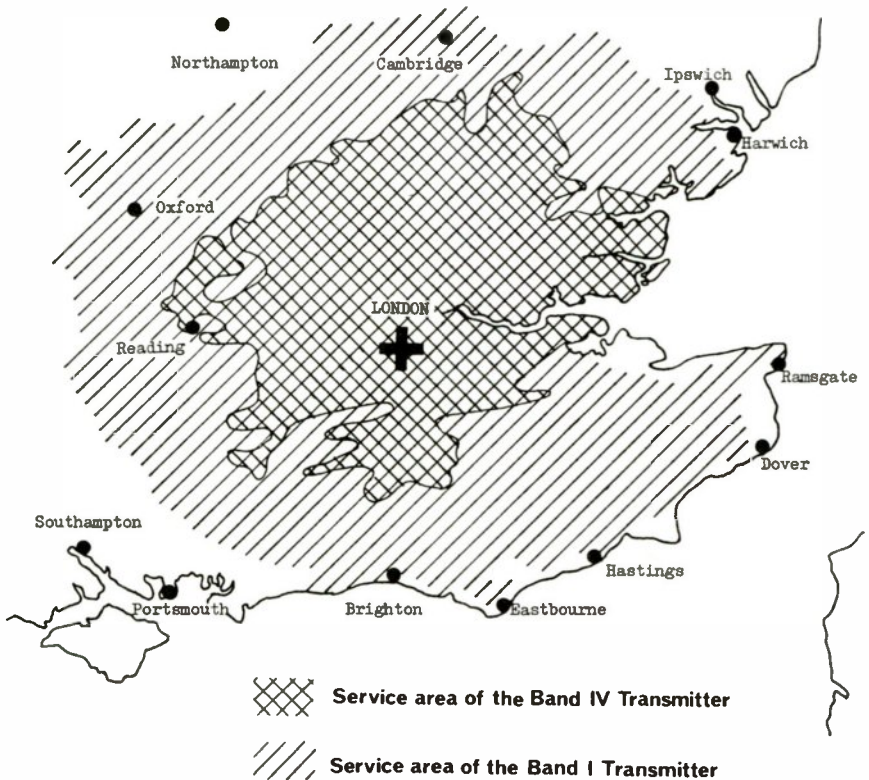 Northampton
Cambridge
Ipswich
Harwich
Oxford
LONDON
Reading
Ramsgate
Dover
Southampton
Hastings
Portsmouth
Brighton
Eastbourne
Service area of the Band IV Transmitter
Service area of the Band I Transmitter